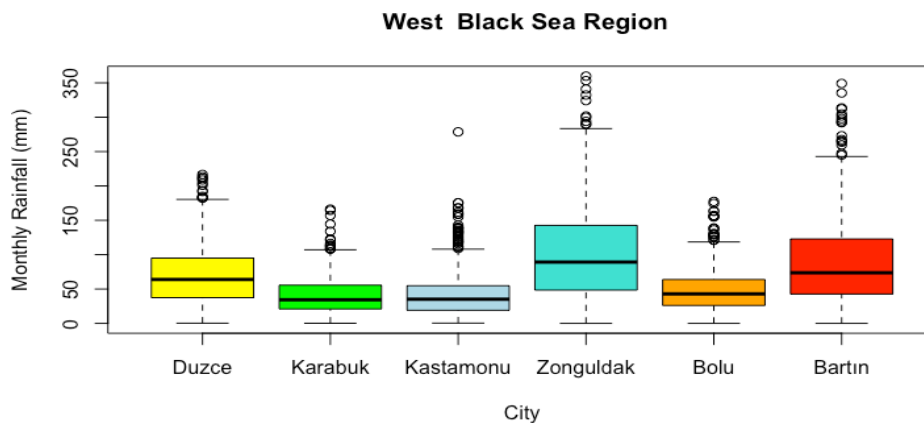 West Black Sea Region
Monthly Rainfall (mm)
350
250
150
50
0
Duzce Karabuk Kastamonu Zonguldak Bolu Bartın
City